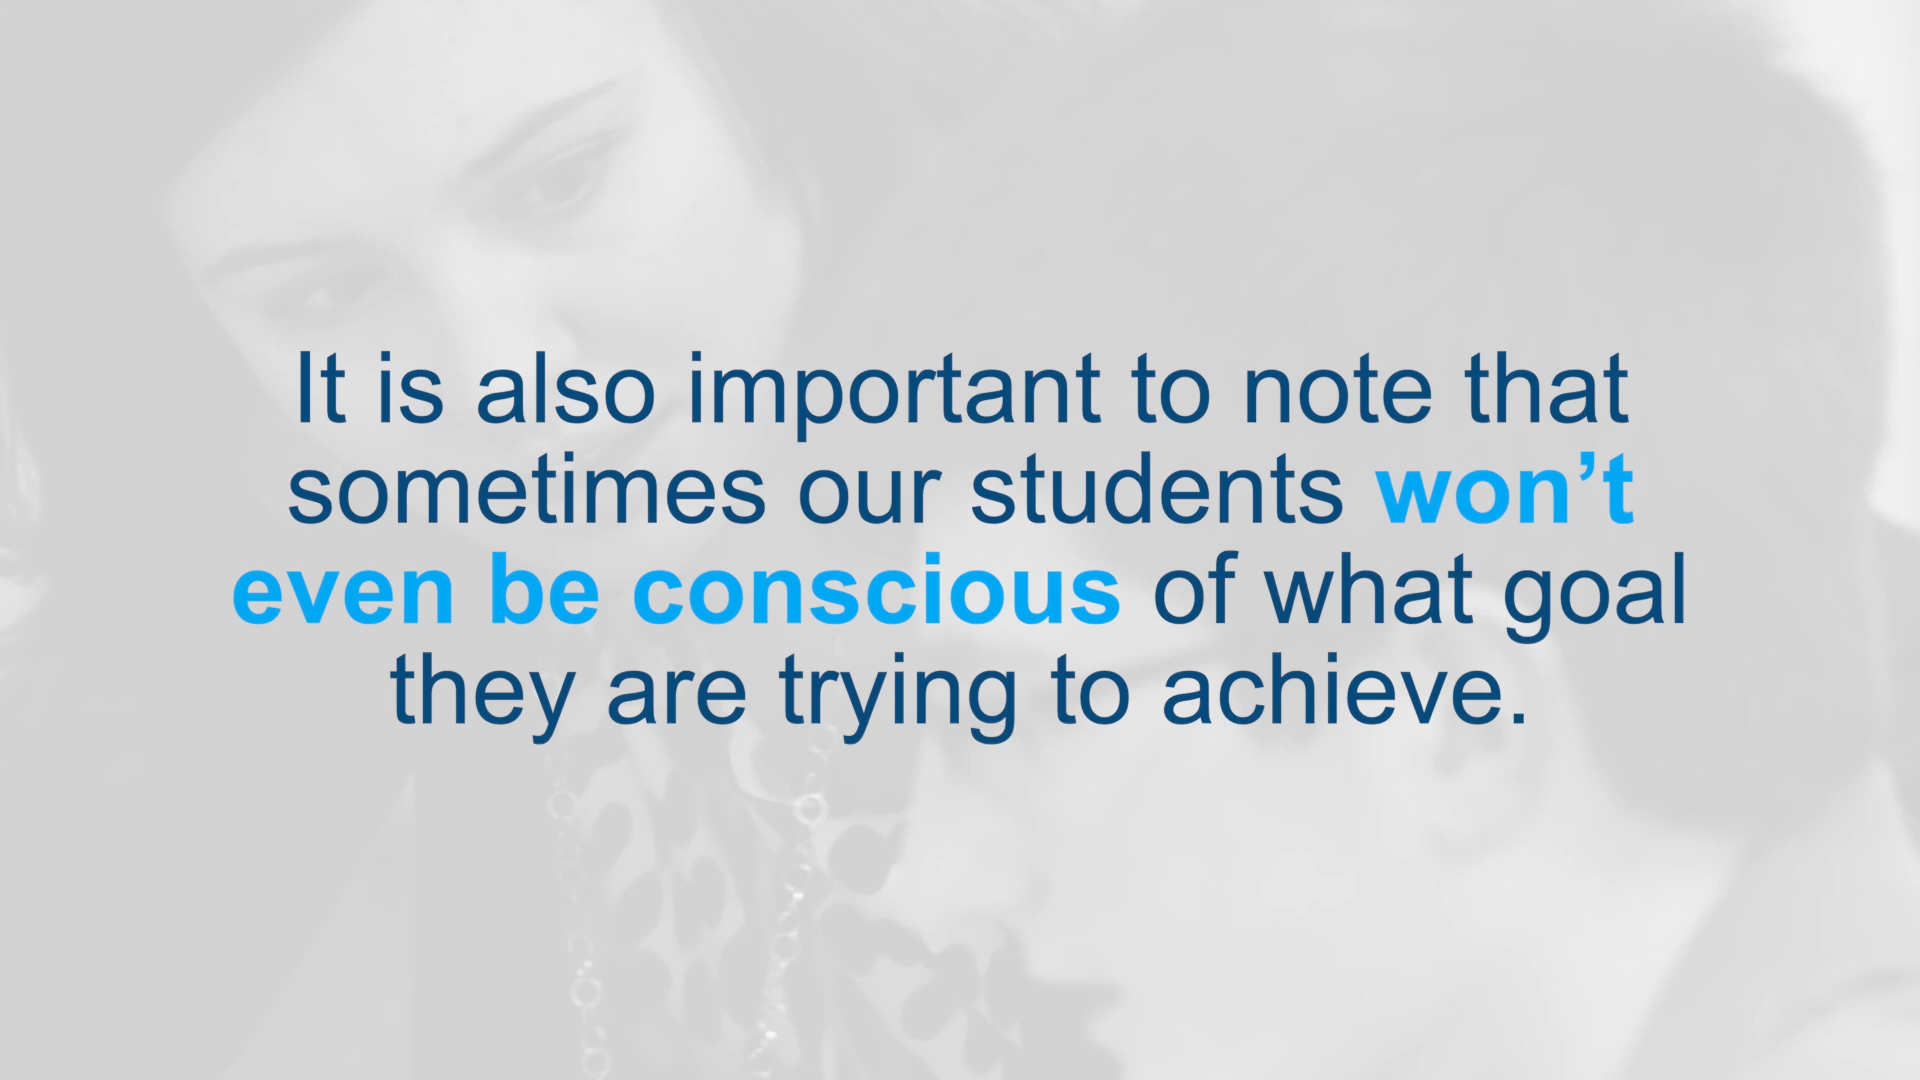 It is also important to note that
sometimes our students won’t
even be conscious of what goal
they are trying to achieve.